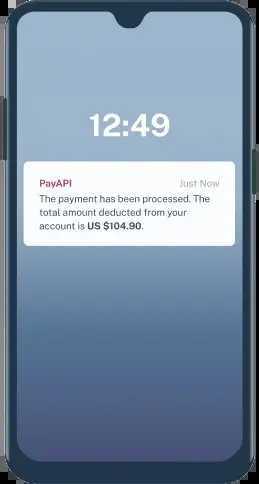 12:49
PayAPI Just Now
The payment has been processed. The
total amount deducted from your
account is US $104.90.